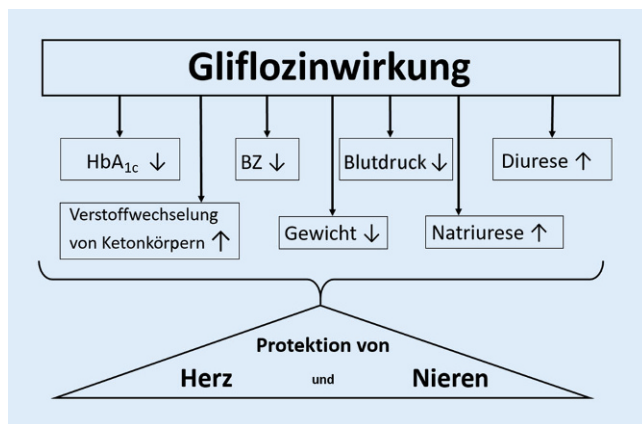 Gliflozinwirkung
HbA1c ↓
BZ ↓
Blutdruck ↓
Diurese ↑
Verstoffwechselung
von Ketonkörpern ↑
Gewicht ↓
Natriurese ↑
Protektion von
Herz und Nieren